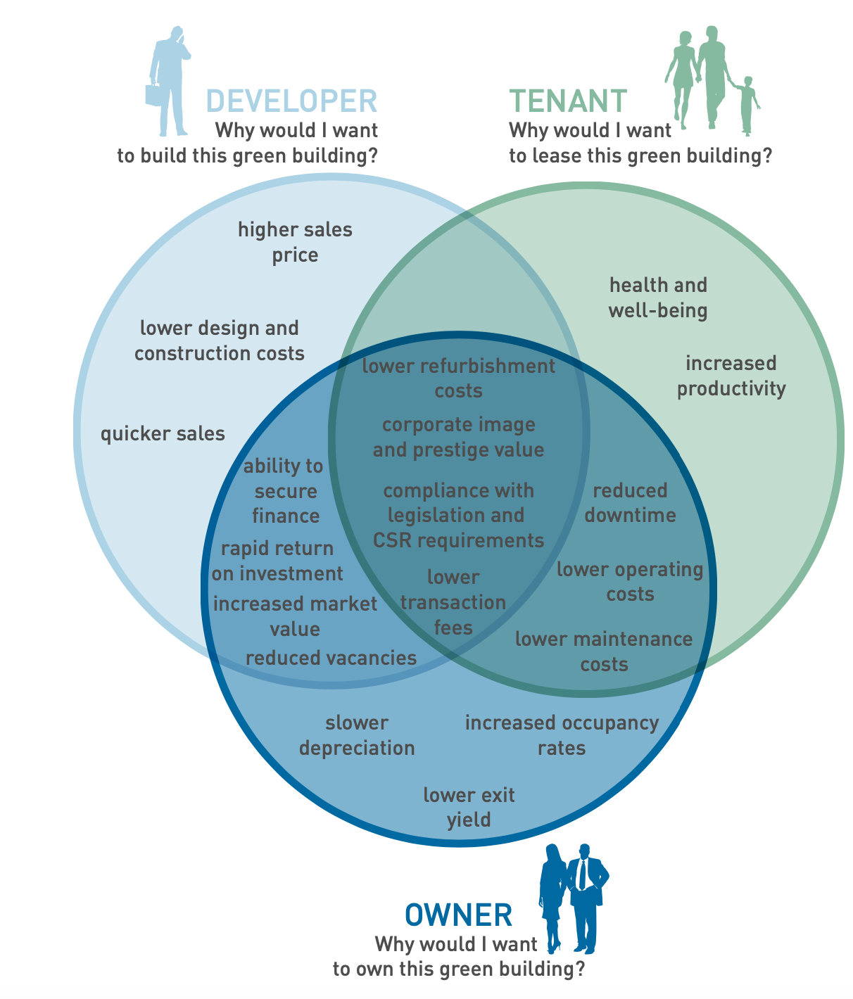 DEVELOPER
Why would I want
to build this green building?
TENANT
Why would I want
to lease this green building?
higher sales
price
lower design and
construction costs
quicker sales
health and
well-being
increased
productivity
lower refurbishment
costs
corporate image
and prestige value
compliance with
legislation and
CSR requirements
lower
transaction
fees
ability to
secure
finance
rapid return
on investment
increased market
value
reduced vacancies
reduced
downtime
lower operating
costs
lower maintenance
costs
slower
depreciation
increased occupancy
rates
lower exit
yield
OWNER
Why would I want
to own this green building?